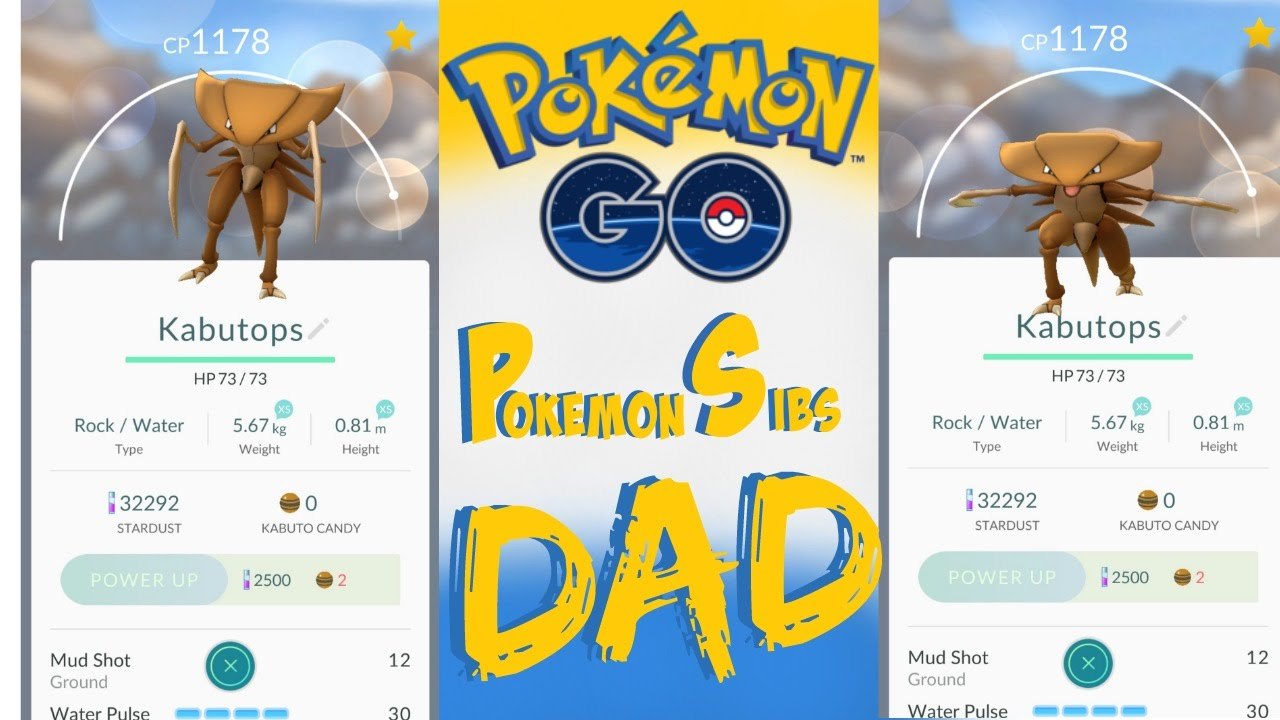 CP1178
Kabutops
HP 73 / 73
Rock / Water
Type
5.67 kg
XS
Weight
0.81 m
XS
Height
32292
STARDUST
0
KABUTO CANDY
POWER UP
2500
2
Mud Shot
12
Ground
Water Pulse
30
POKéMON
TM
GO
POKEMON SIBS
DAD
CP1178
Kabutops
HP 73 / 73
Rock / Water
Type
5.67 kg
XS
Weight
0.81 m
XS
Height
32292
STARDUST
0
KABUTO CANDY
POWER UP
2500
2
Mud Shot
12
Ground
Water Pulse
30